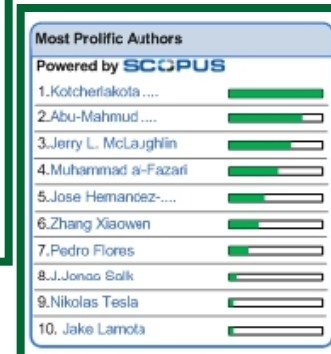 Most Prolific Authors
Powered by SCOPUS
1.Kotcherlakota ....
2.Abu-Mahmud ....
3.Jerry L. McLaughlin
4.Muhammad al-Fazari
5.Jose Hernandez-....
6.Zhang Xiaowen
7.Pedro Flores
8.J.Jonas Salk
9.Nikolas Tesla
10. Jake Lamota